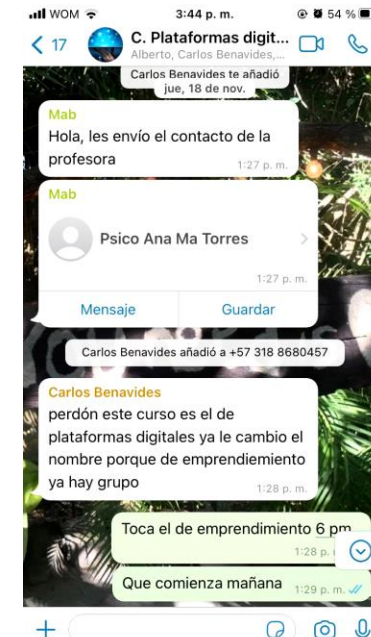 WOM
3:44 p. m.
54 %
17
C. Plataformas digit...
Alberto, Carlos Benavides,...
Carlos Benavides te añadió
jue, 18 de nov.
Mab
Hola, les envío el contacto de la
profesora
1:27 p. m.
Mab
Psico Ana Ma Torres
1:27 p. m.
Mensaje
Guardar
Carlos Benavides añadió a +57 318 8680457
Carlos Benavides
perdón este curso es el de
plataformas digitales ya le cambio el
nombre porque de emprendiemiento
ya hay grupo
1:28 p. m.
Toca el de emprendimiento 6 pm
1:28 p.
Que comienza mañana
1:29 p. m.